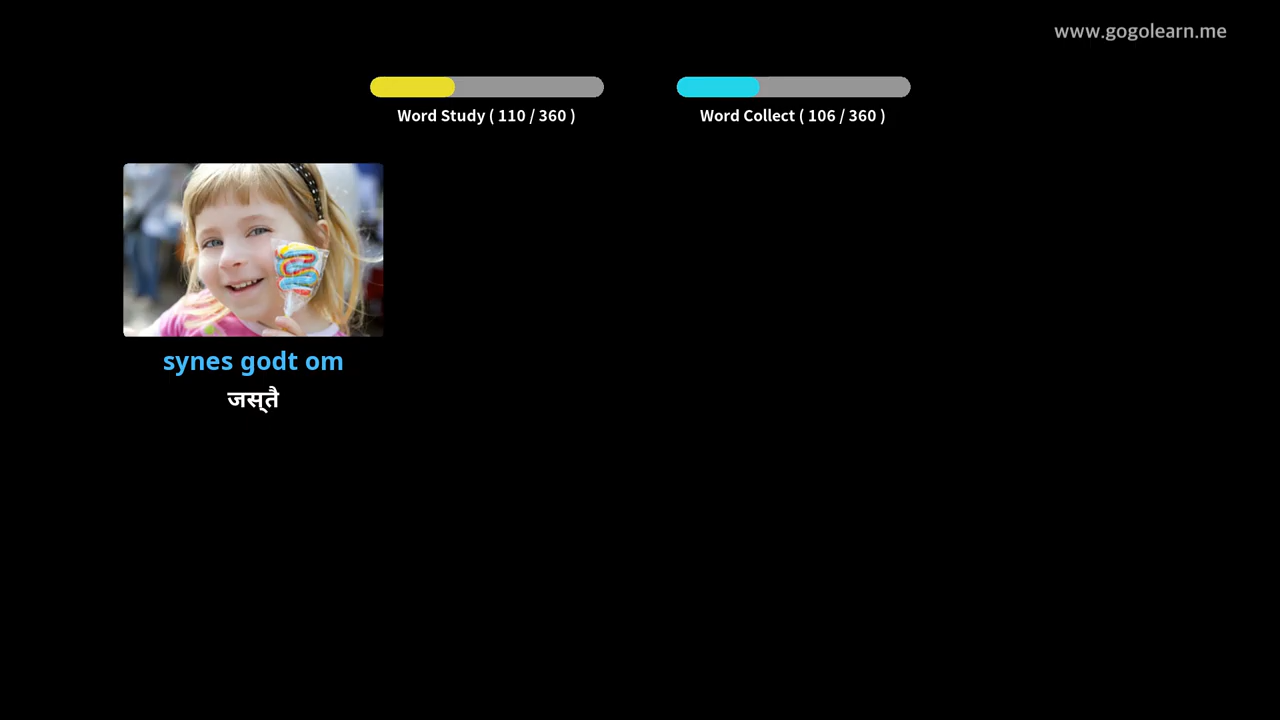 www.gogolearn.me
Word Study ( 110 / 360 )
Word Collect ( 106 / 360 )
synes godt om
जस्तै